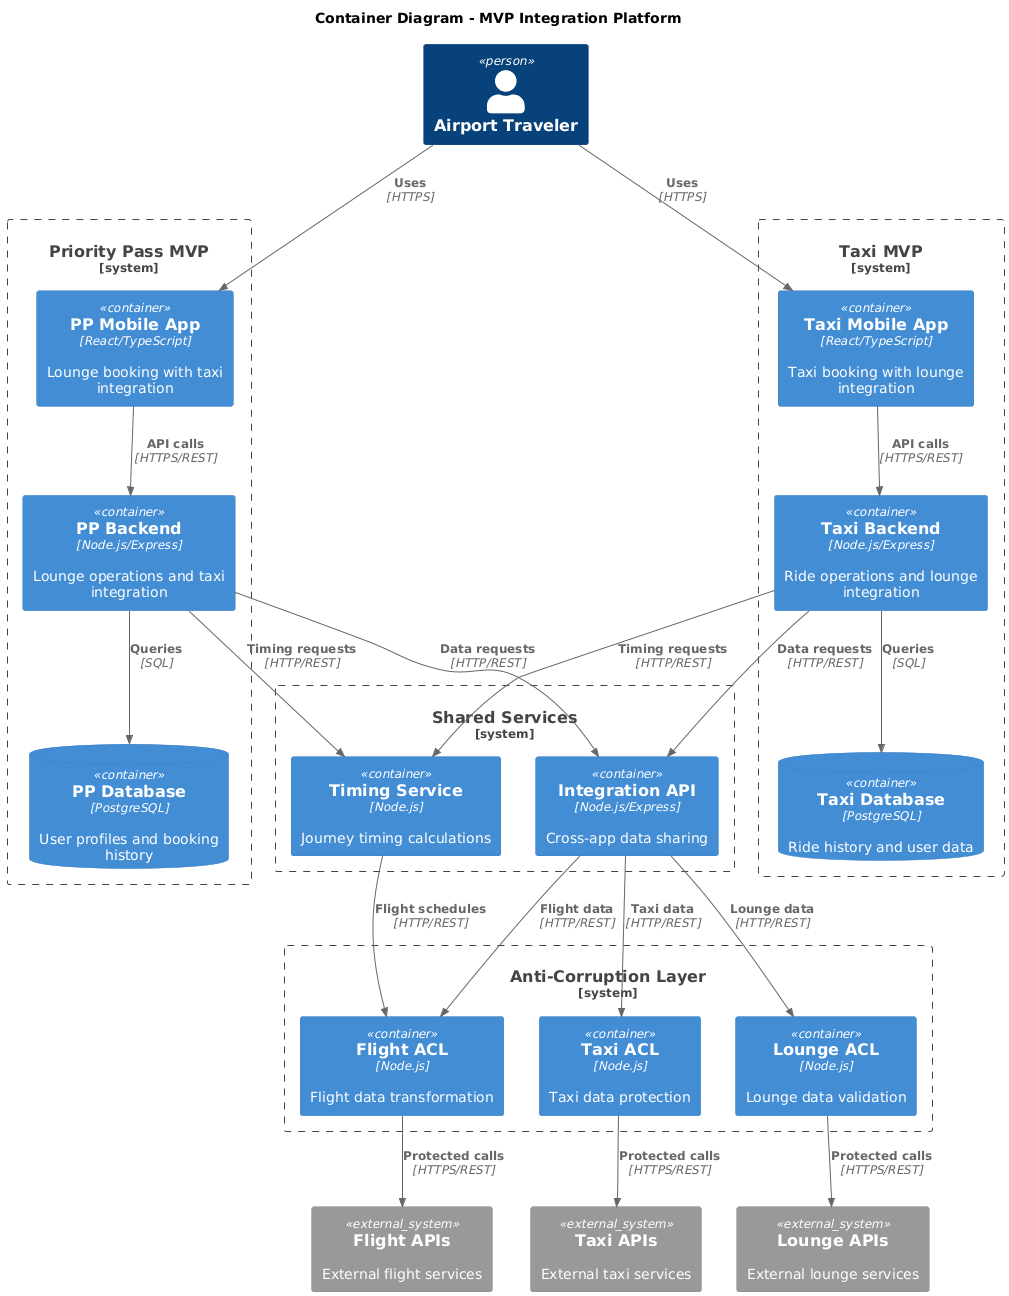 Container Diagram - MVP Integration Platform
«person»
Airport Traveler
Uses
[HTTPS]
Uses
[HTTPS]
Priority Pass MVP
[system]
Taxi MVP
[system]
«container»
PP Mobile App
[React/TypeScript]
Lounge booking with taxi
integration
«container»
Taxi Mobile App
[React/TypeScript]
Taxi booking with lounge
integration
API calls
[HTTPS/REST]
API calls
[HTTPS/REST]
«container»
PP Backend
[Node.js/Express]
Lounge operations and taxi
integration
«container»
Taxi Backend
[Node.js/Express]
Ride operations and lounge
integration
Queries
[SQL]
Timing requests
[HTTP/REST]
Data requests
[HTTP/REST]
Timing requests
[HTTP/REST]
Data requests
[HTTP/REST]
Queries
[SQL]
Shared Services
[system]
«container»
PP Database
[PostgreSQL]
User profiles and booking
history
«container»
Timing Service
[Node.js]
Journey timing calculations
«container»
Integration API
[Node.js/Express]
Cross-app data sharing
«container»
Taxi Database
[PostgreSQL]
Ride history and user data
Flight schedules
[HTTP/REST]
Flight data
[HTTP/REST]
Taxi data
[HTTP/REST]
Lounge data
[HTTP/REST]
Anti-Corruption Layer
[system]
«container»
Flight ACL
[Node.js]
Flight data transformation
«container»
Taxi ACL
[Node.js]
Taxi data protection
«container»
Lounge ACL
[Node.js]
Lounge data validation
Protected calls
[HTTPS/REST]
Protected calls
[HTTPS/REST]
Protected calls
[HTTPS/REST]
«external_system»
Flight APIs
External flight services
«external_system»
Taxi APIs
External taxi services
«external_system»
Lounge APIs
External lounge services